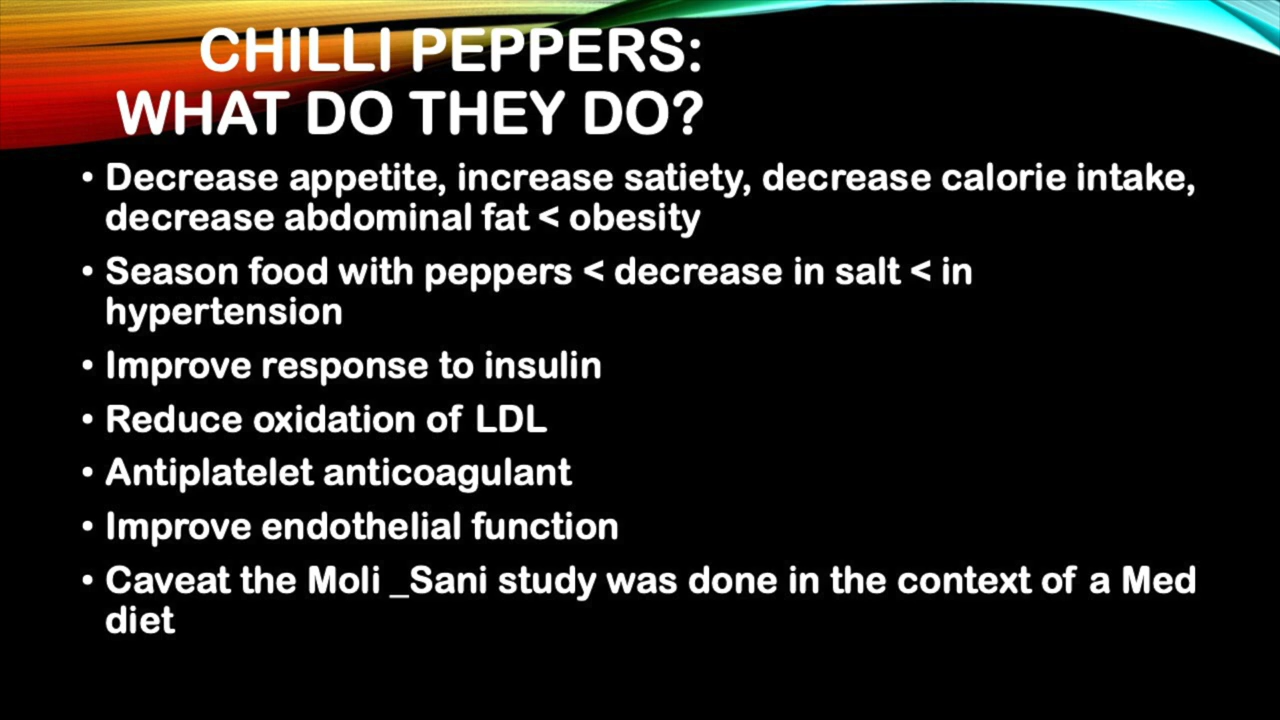 CHILLI PEPPERS:
WHAT DO THEY DO?
• Decrease appetite, increase satiety, decrease calorie intake,
decrease abdominal fat < obesity
• Season food with peppers < decrease in salt < in
hypertension
• Improve response to insulin
• Reduce oxidation of LDL
• Antiplatelet anticoagulant
• Improve endothelial function
• Caveat the Moli _Sani study was done in the context of a Med
diet